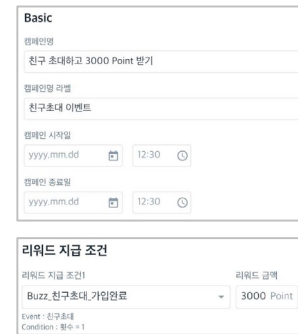 Basic
캠페인명
친구 초대하고 3000 Point 받기
캠페인명 라벨
친구초대 이벤트
캠페인 시작일
yyyy.mm.dd 12:30
캠페인 종료일
yyyy.mm.dd 12:30
리워드 지급 조건
리워드 지급 조건1 리워드 금액
Buzz_친구초대_가입완료 3000 Point
Event : 친구초대
Condition : 횟수 = 1